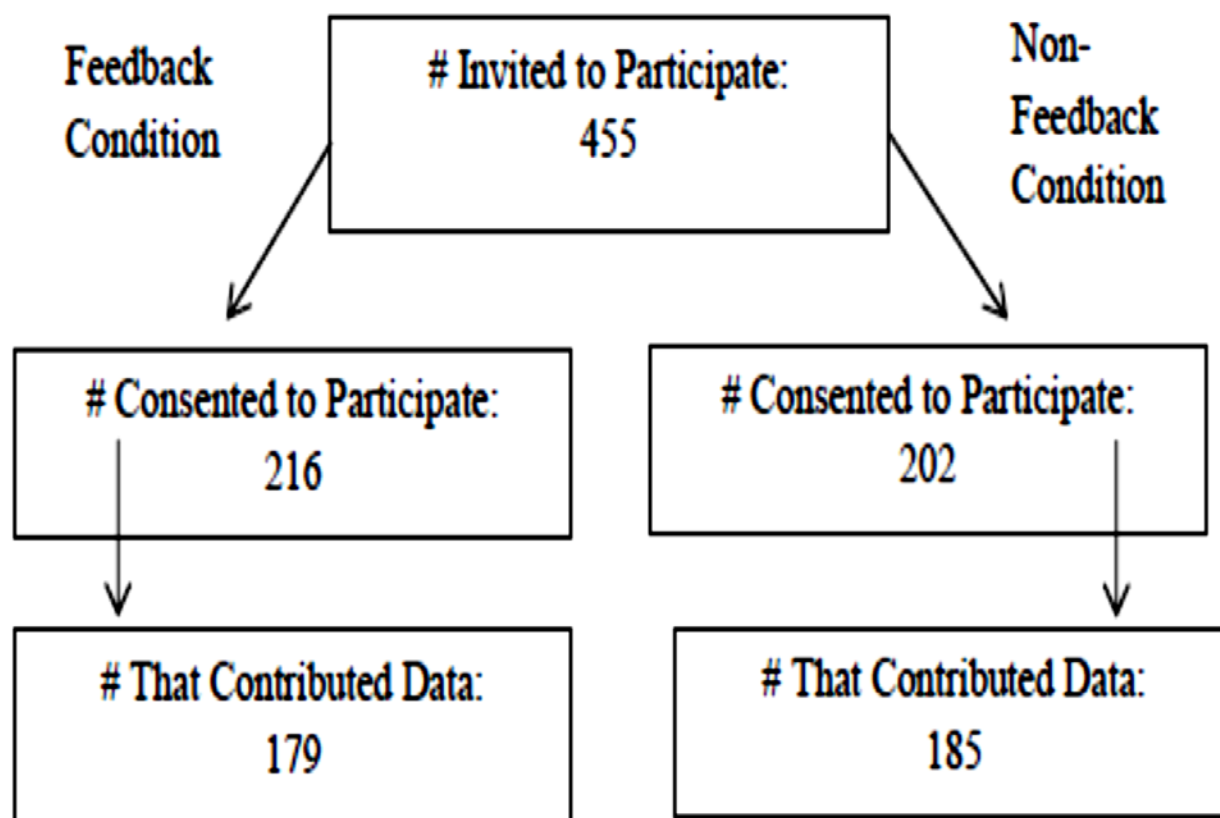 Feedback
Condition
# Invited to Participate:
455
Non-
Feedback
Condition
# Consented to Participate:
216
# Consented to Participate:
202
# That Contributed Data:
179
# That Contributed Data:
185